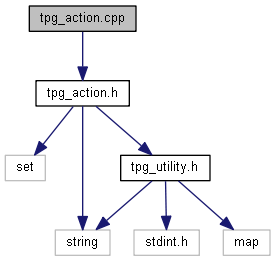 tpg_action.cpp
tpg_action.h
set
tpg_utility.h
string
stdint.h
map